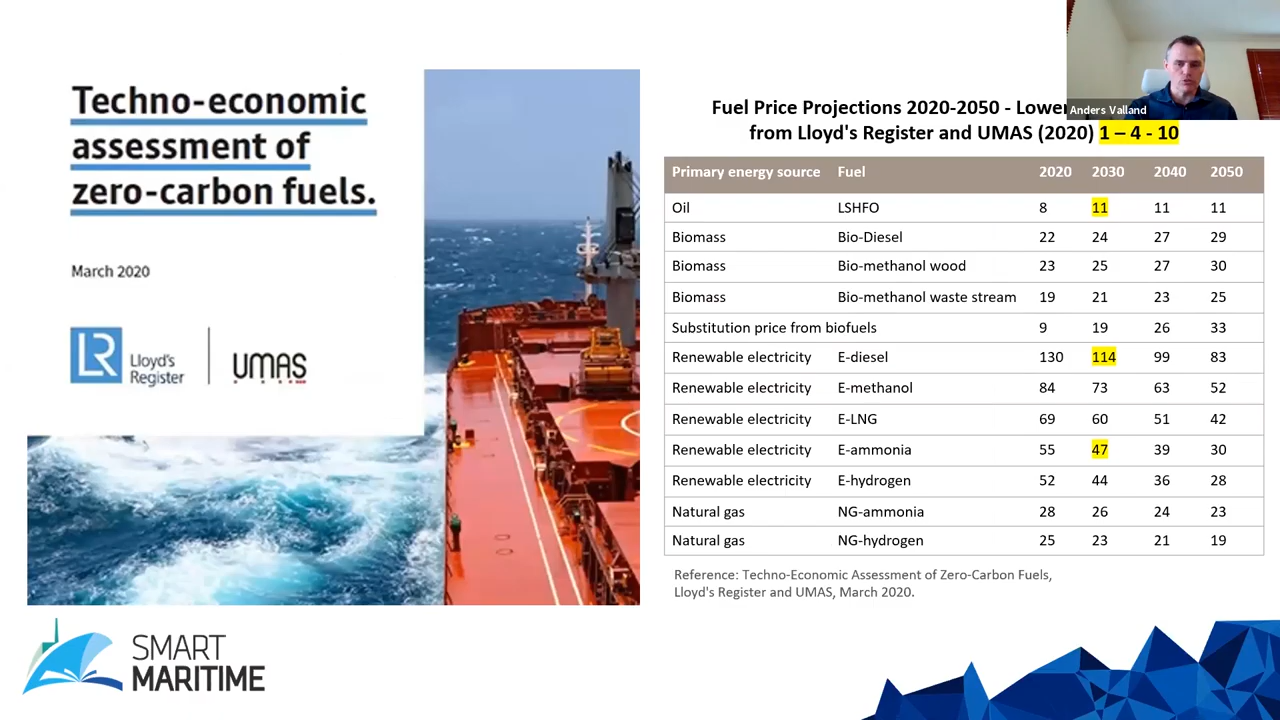 Techno-economic
assessment of
zero-carbon fuels.
March 2020
LR
Lloyd's
Register
UMAS
SMART
MARITIME
Anders Valland
Fuel Price Projections 2020-2050 - Lower
from Lloyd's Register and UMAS (2020) 1 – 4 - 10
Primary energy source Fuel 2020 2030 2040 2050
Oil LSHFO 8 11 11 11
Biomass Bio-Diesel 22 24 27 29
Biomass Bio-methanol wood 23 25 27 30
Biomass Bio-methanol waste stream 19 21 23 25
Substitution price from biofuels 9 19 26 33
Renewable electricity E-diesel 130 114 99 83
Renewable electricity E-methanol 84 73 63 52
Renewable electricity E-LNG 69 60 51 42
Renewable electricity E-ammonia 55 47 39 30
Renewable electricity E-hydrogen 52 44 36 28
Natural gas NG-ammonia 28 26 24 23
Natural gas NG-hydrogen 25 23 21 19
Reference: Techno-Economic Assessment of Zero-Carbon Fuels,
Lloyd's Register and UMAS, March 2020.